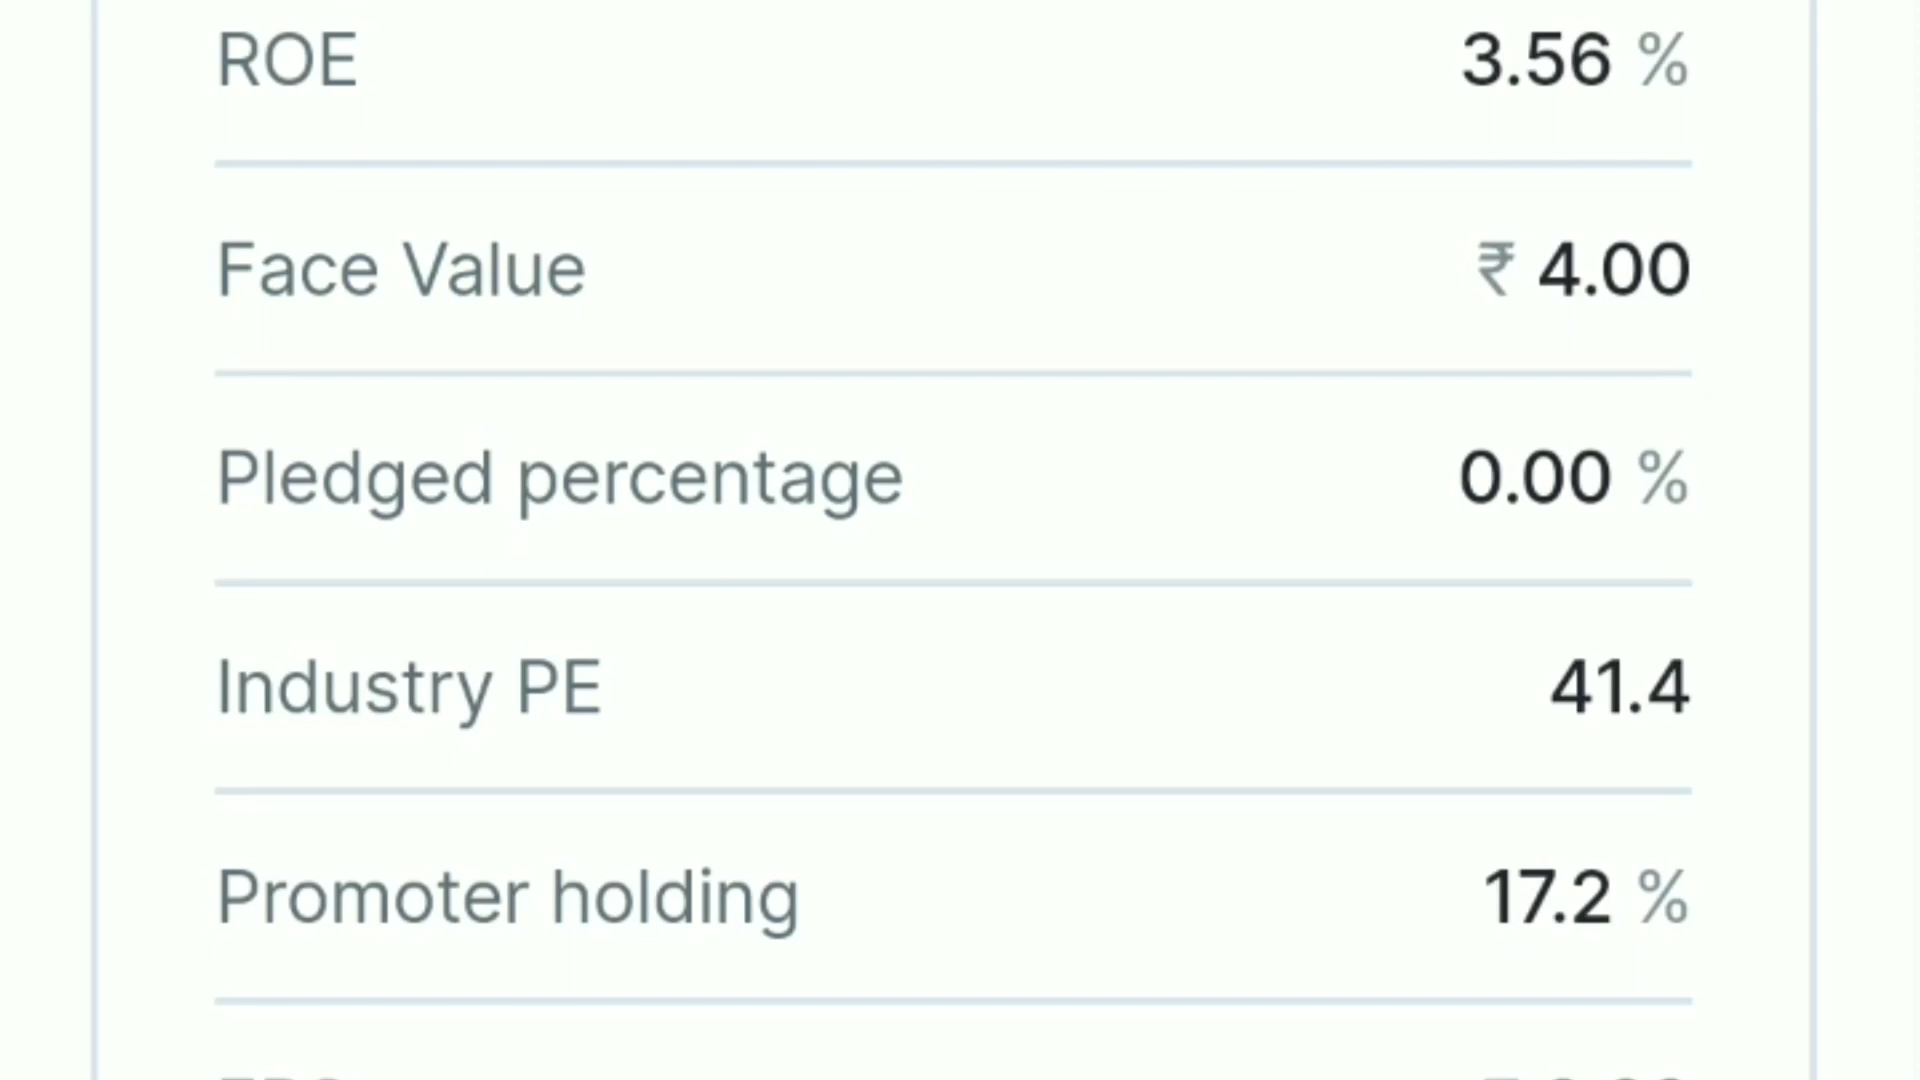 ROE 3.56 %
Face Value ₹ 4.00
Pledged percentage 0.00 %
Industry PE 41.4
Promoter holding 17.2 %